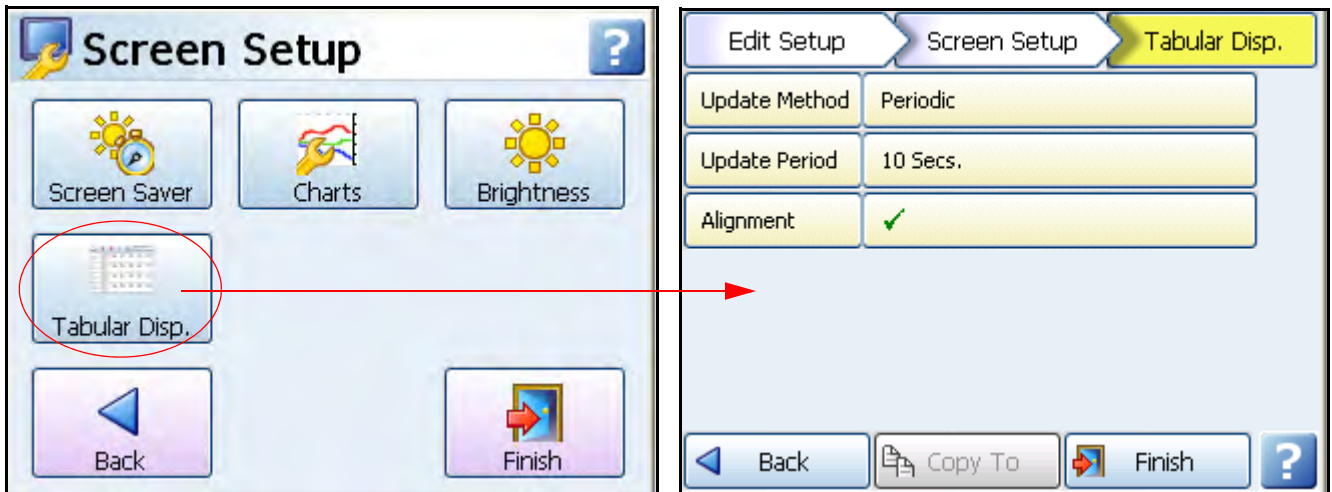 Screen Setup
?
Screen Saver
Charts
Brightness
Tabular Disp.
Back
Finish
Edit Setup
Screen Setup
Tabular Disp.
Update Method
Periodic
Update Period
10 Secs.
Alignment
✓
Back
Copy To
Finish
?